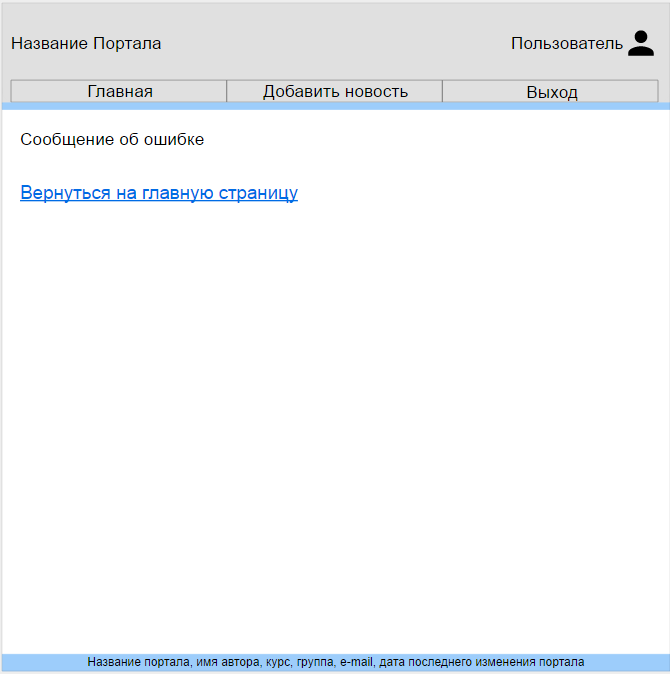 Название Портала
Пользователь
Главная
Добавить новость
Выход
Сообщение об ошибке
Вернуться на главную страницу
Название портала, имя автора, курс, группа, e-mail, дата последнего изменения портала